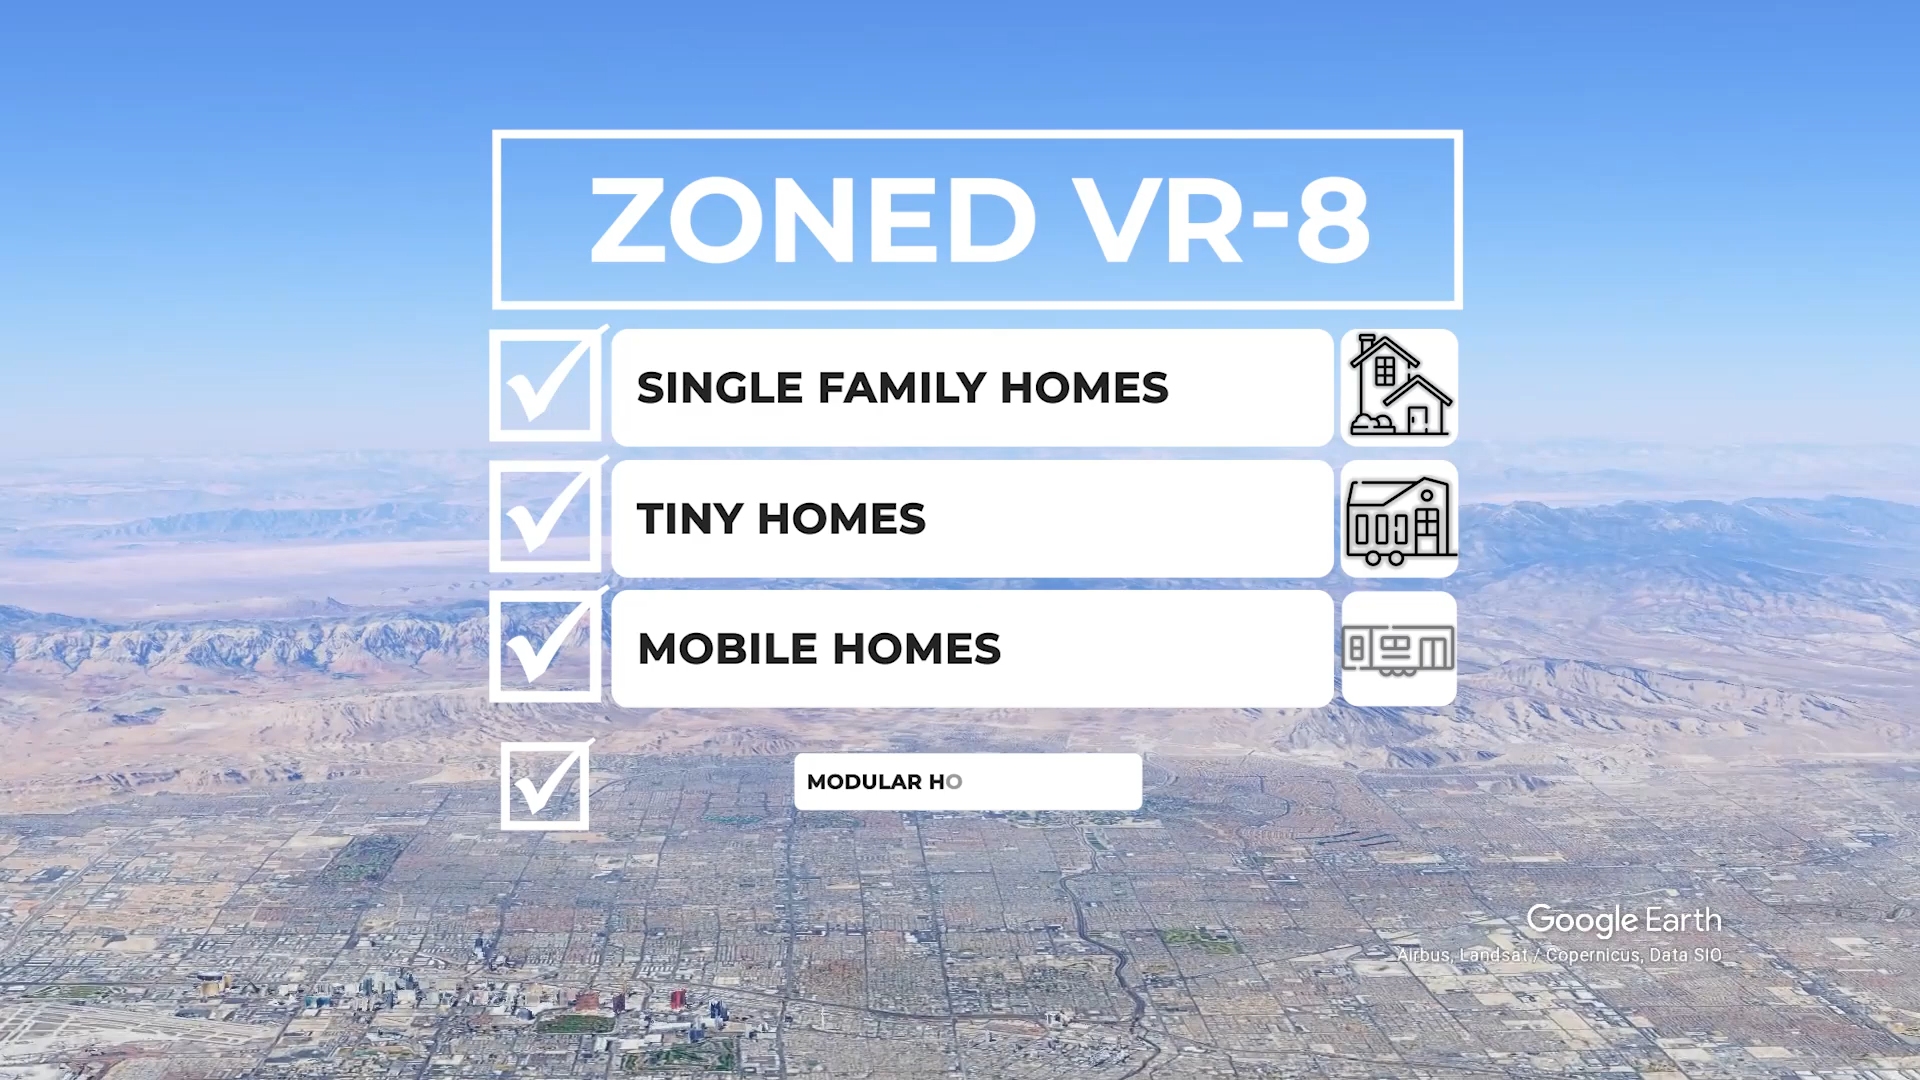 ZONED VR-8
SINGLE FAMILY HOMES
TINY HOMES
MOBILE HOMES
MODULAR HO
Google Earth
Airbus, Landsat / Copernicus, Data SIO